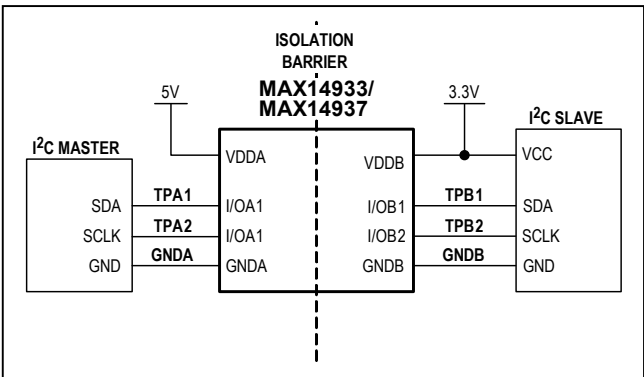 ISOLATION
BARRIER
MAX14933/
MAX14937
5V
3.3V
I²C MASTER
I²C SLAVE
VDDA
VDDB
VCC
SDA
TPA1
I/OA1
I/OB1
TPB1
SDA
SCLK
TPA2
I/OA1
I/OB2
TPB2
SCLK
GND
GNDA
GNDA
GNDB
GNDB
GND